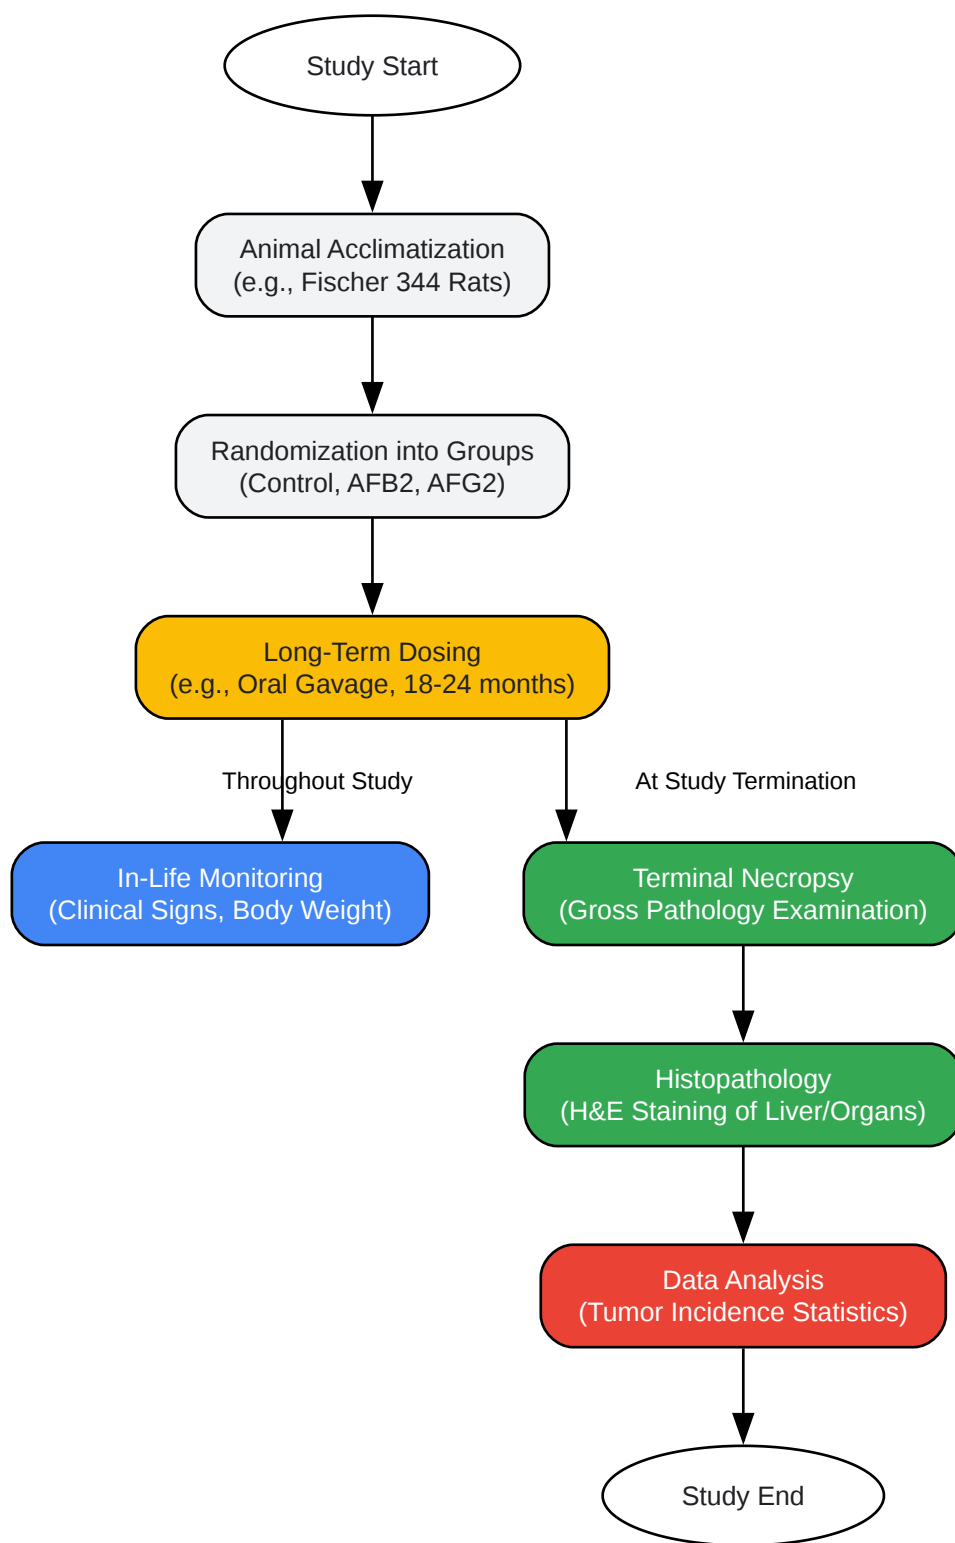 Study Start
Animal Acclimatization
(e.g., Fischer 344 Rats)
Randomization into Groups
(Control, AFB2, AFG2)
Long-Term Dosing
(e.g., Oral Gavage, 18-24 months)
Throughout Study
At Study Termination
In-Life Monitoring
(Clinical Signs, Body Weight)
Terminal Necropsy
(Gross Pathology Examination)
Histopathology
(H&E Staining of Liver/Organs)
Data Analysis
(Tumor Incidence Statistics)
Study End